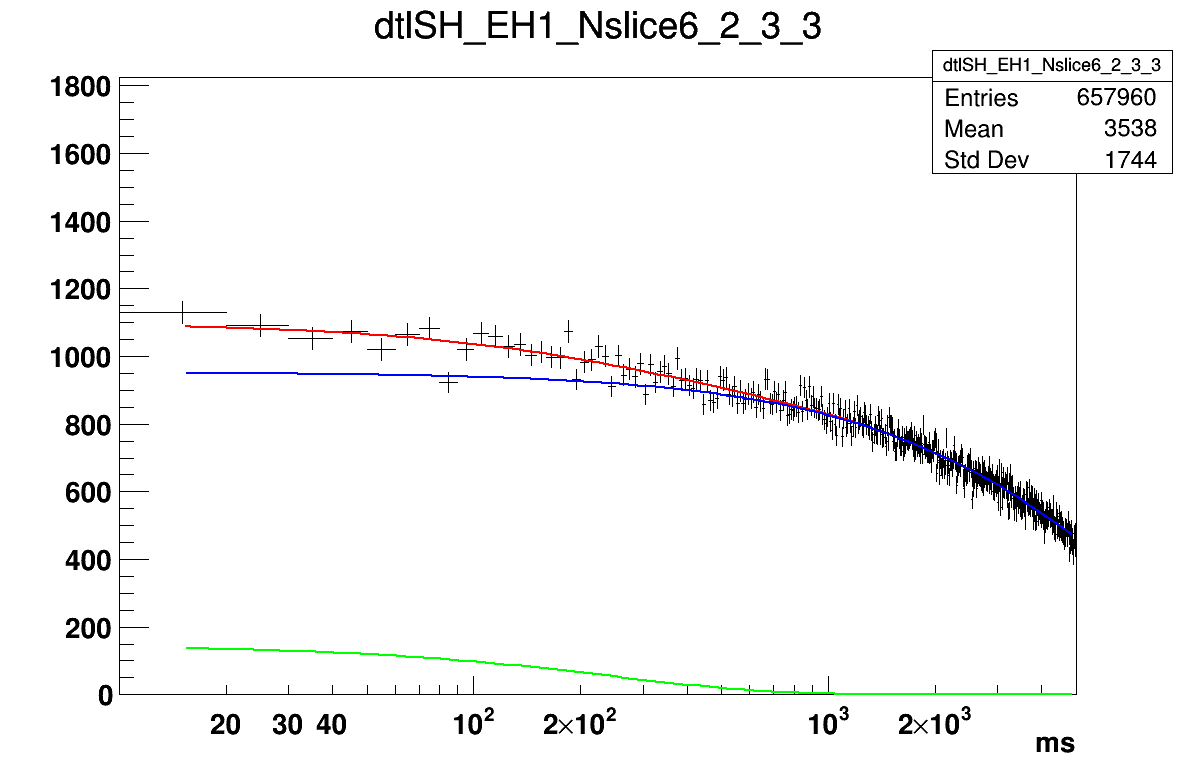 dtlSH_EH1_Nslice6_2_3_3
dtlSH_EH1_Nslice6_2_3_3
Entries 657960
Mean 3538
Std Dev 1744
1800
1600
1400
1200
1000
800
600
400
200
0
20 30 40 10² 2×10² 10³ 2×10³
ms